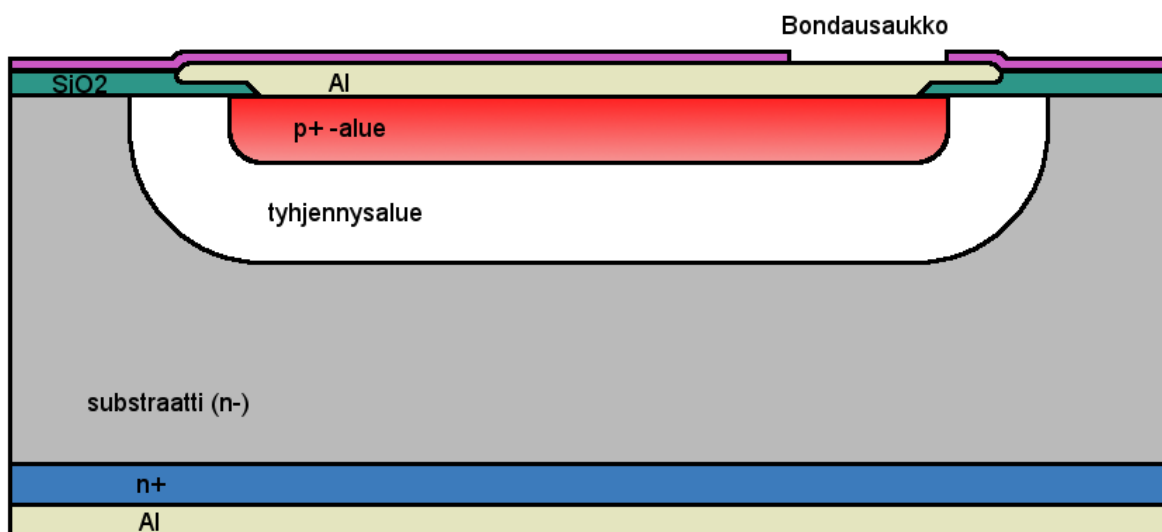 Bondausaukko
SiO2
Al
p+ -alue
tyhjennysalue
substraatti (n-)
n+
Al